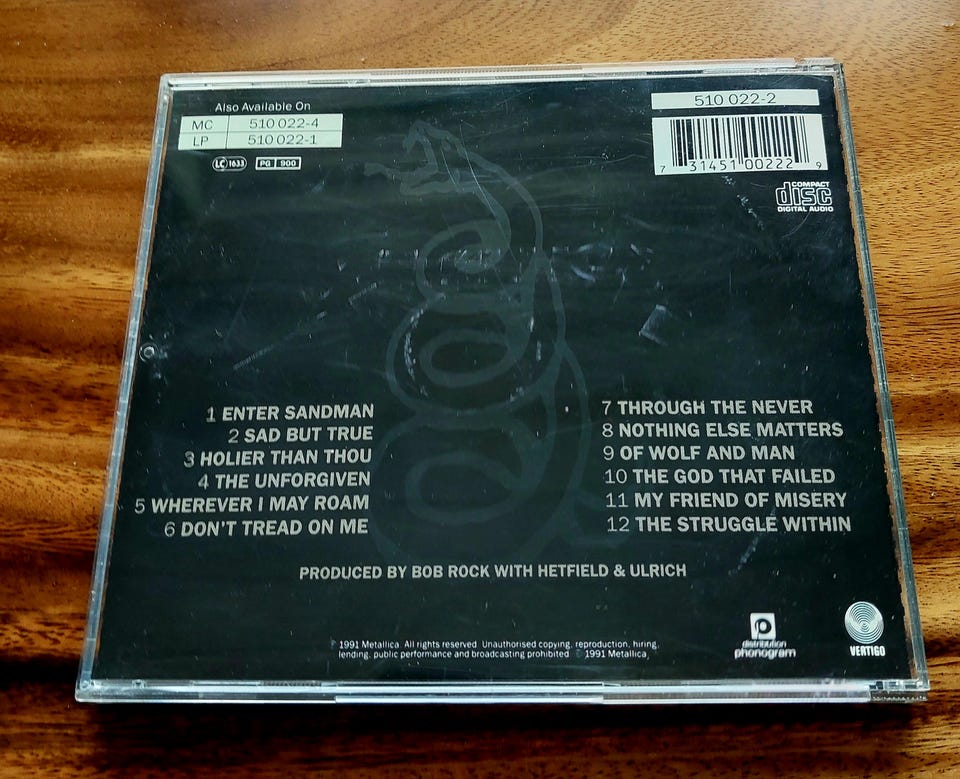 Also Available On
MC 510 022-4
LP 510 022-1
LC 1633 PG 900
510 022-2
7 31451 00222 9
COMPACT
disc
DIGITAL AUDIO
1 ENTER SANDMAN
2 SAD BUT TRUE
3 HOLIER THAN THOU
4 THE UNFORGIVEN
5 WHEREVER I MAY ROAM
6 DON'T TREAD ON ME
7 THROUGH THE NEVER
8 NOTHING ELSE MATTERS
9 OF WOLF AND MAN
10 THE GOD THAT FAILED
11 MY FRIEND OF MISERY
12 THE STRUGGLE WITHIN
PRODUCED BY BOB ROCK WITH HETFIELD & ULRICH
℗ 1991 Metallica. All rights reserved. Unauthorised copying, reproduction, hiring,
lending, public performance and broadcasting prohibited. © 1991 Metallica.
distribution
phonogram
VERTIGO